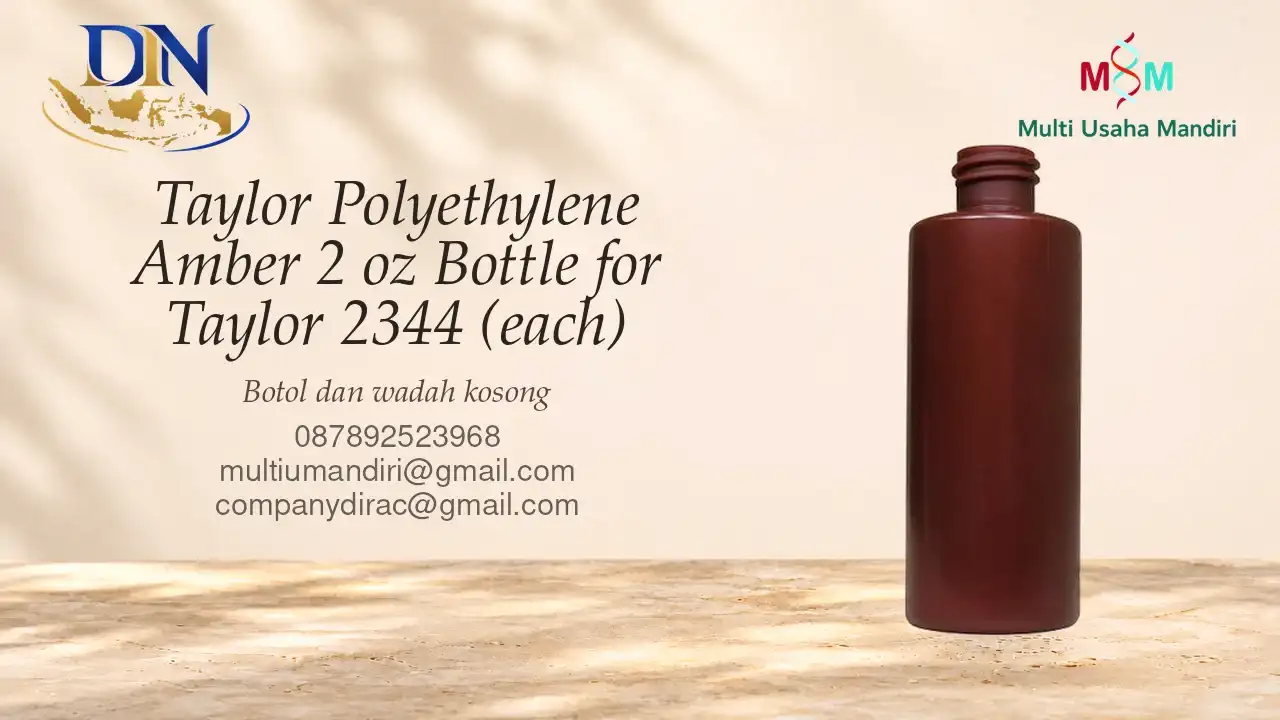 DIN
MSM
Multi Usaha Mandiri
Taylor Polyethylene
Amber 2 oz Bottle for
Taylor 2344 (each)
Botol dan wadah kosong
087892523968
multiumandiri@gmail.com
companydirac@gmail.com